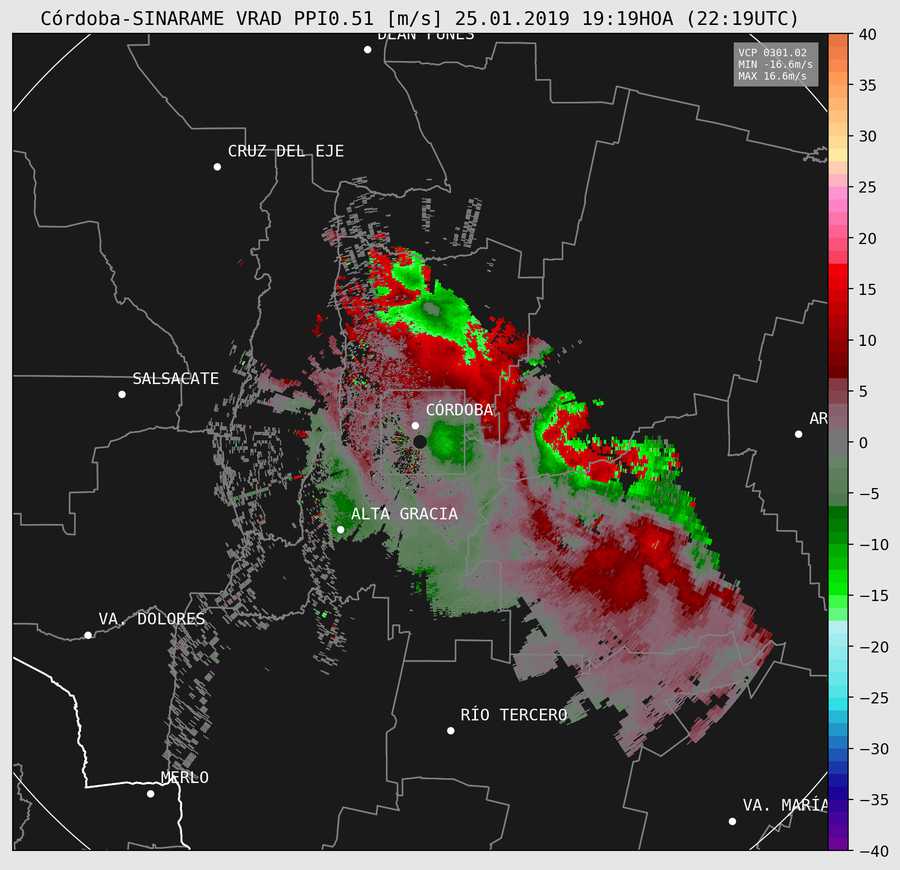 Córdoba-SINARAME VRAD PPI0.51 [m/s] 25.01.2019 19:19HOA (22:19UTC)
DEAN FUNES
VCP 0301.02
MIN -16.6m/s
MAX 16.6m/s
CRUZ DEL EJE
SALSACATE
CÓRDOBA
AR
ALTA GRACIA
VA. DOLORES
RÍO TERCERO
MERLO
VA. MARÍA
40
35
30
25
20
15
10
5
0
−5
−10
−15
−20
−25
−30
−35
−40